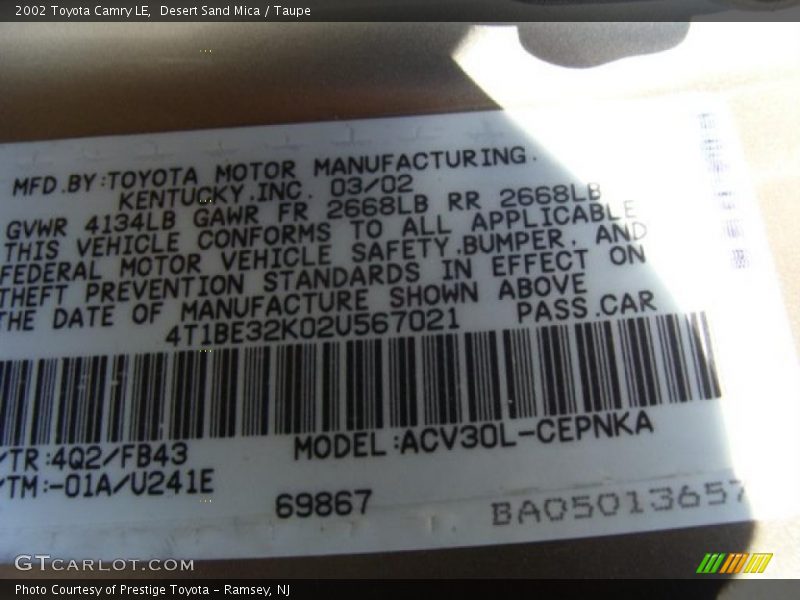 2002 Toyota Camry LE,  Desert Sand Mica / Taupe
MFD.BY:TOYOTA MOTOR MANUFACTURING.
KENTUCKY,INC. 03/02
GVWR 4134LB GAWR FR 2668LB RR 2668LB
THIS VEHICLE CONFORMS TO ALL APPLICABLE
FEDERAL MOTOR VEHICLE SAFETY,BUMPER, AND
THEFT PREVENTION STANDARDS IN EFFECT ON
THE DATE OF MANUFACTURE SHOWN ABOVE
4T1BE32K02U567021 PASS.CAR
/TR:4Q2/FB43 MODEL:ACV30L-CEPNKA
/TM:-01A/U241E
69867 BA05013657
GTCARLOT.COM
Photo Courtesy of Prestige Toyota - Ramsey, NJ